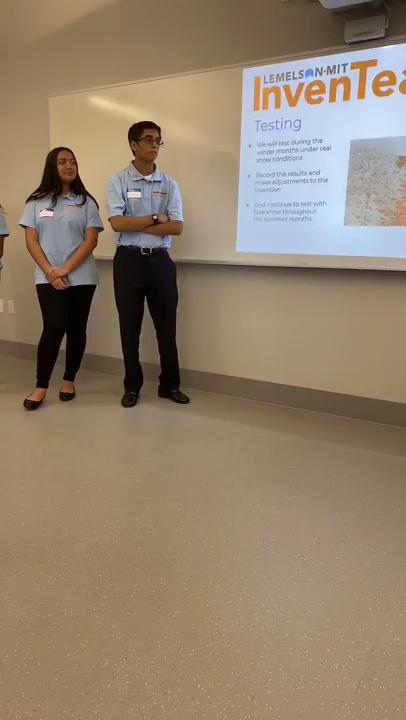 LEMELSON-MIT
InvenTea
Testing
We will test during the
winter months under real
snow conditions
Record the results and
make adjustments to the
invention
And continue to test with
faux snow throughout
the summer months